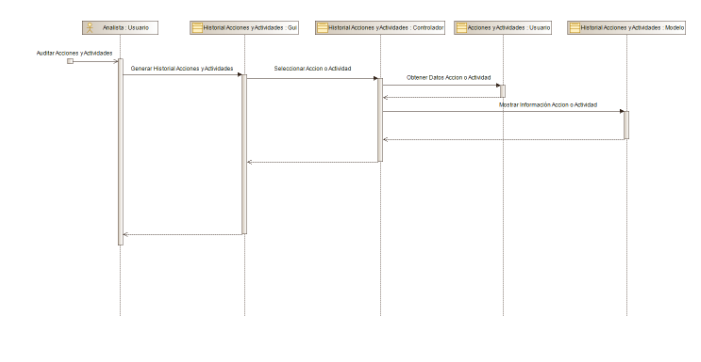 Analista : Usuario
Historial Acciones y Actividades : Gui
Historial Acciones y Actividades : Controlador
Acciones y Actividades : Usuario
Historial Acciones y Actividades : Modelo
Auditar Acciones y Actividades
Generar Historial Acciones y Actividades
Seleccionar Accion o Actividad
Obtener Datos Accion o Actividad
Mostrar Información Accion o Actividad